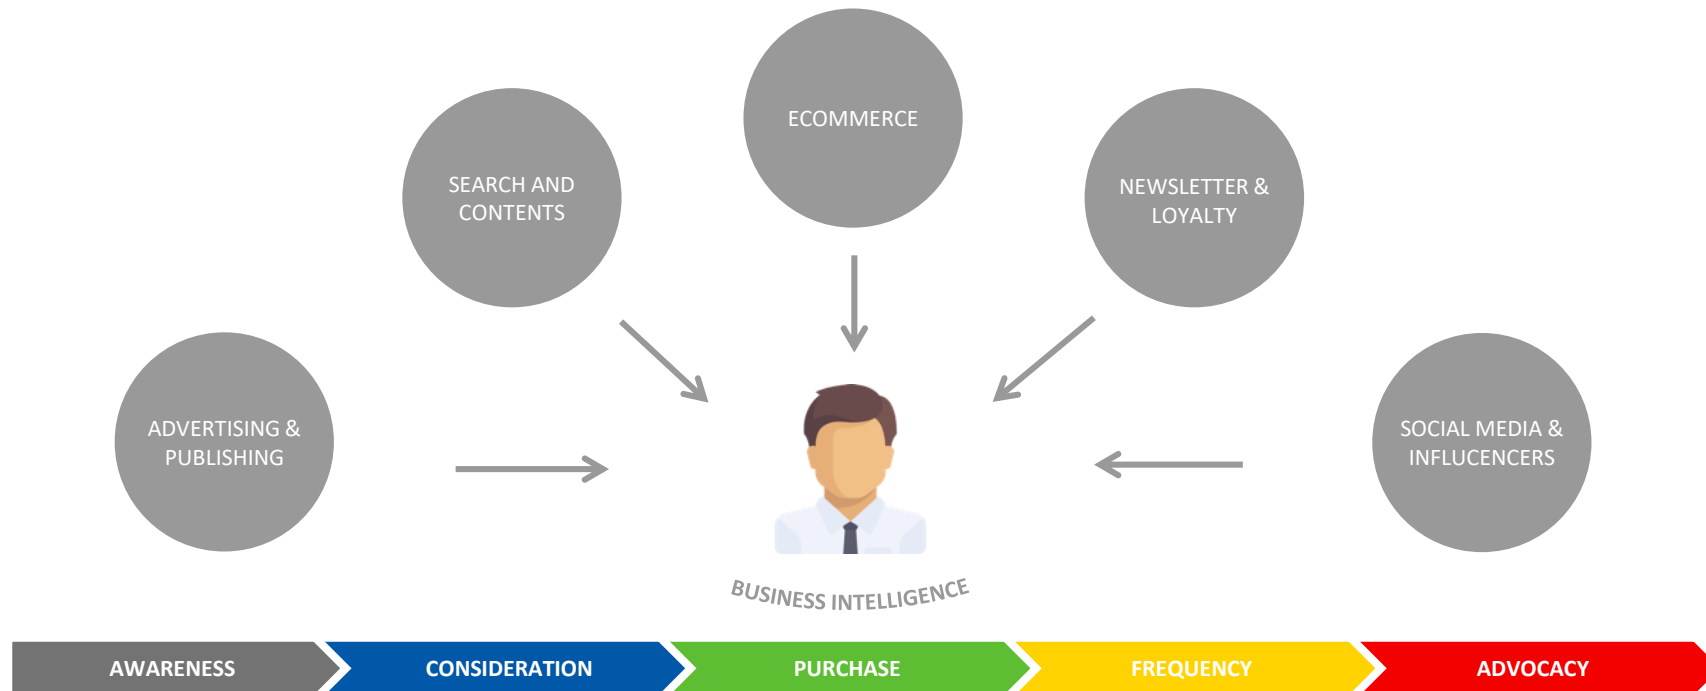 ECOMMERCE
SEARCH AND
CONTENTS
NEWSLETTER &
LOYALTY
ADVERTISING &
PUBLISHING
SOCIAL MEDIA &
INFLUCENCERS
BUSINESS INTELLIGENCE
AWARENESS
CONSIDERATION
PURCHASE
FREQUENCY
ADVOCACY